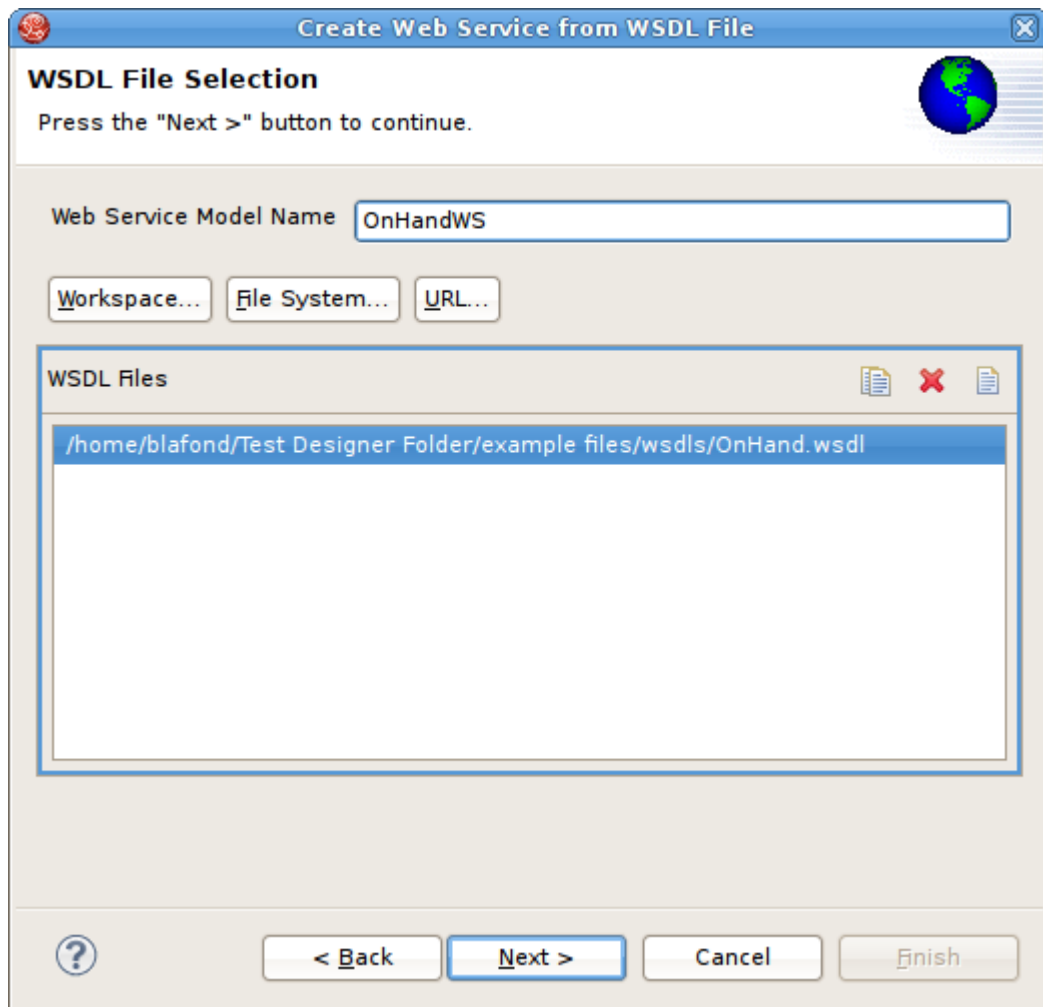 Create Web Service from WSDL File
WSDL File Selection
Press the "Next >" button to continue.
Web Service Model Name OnHandWS
Workspace... File System... URL...
WSDL Files
/home/blafond/Test Designer Folder/example files/wsdls/OnHand.wsdl
? < Back Next > Cancel Finish